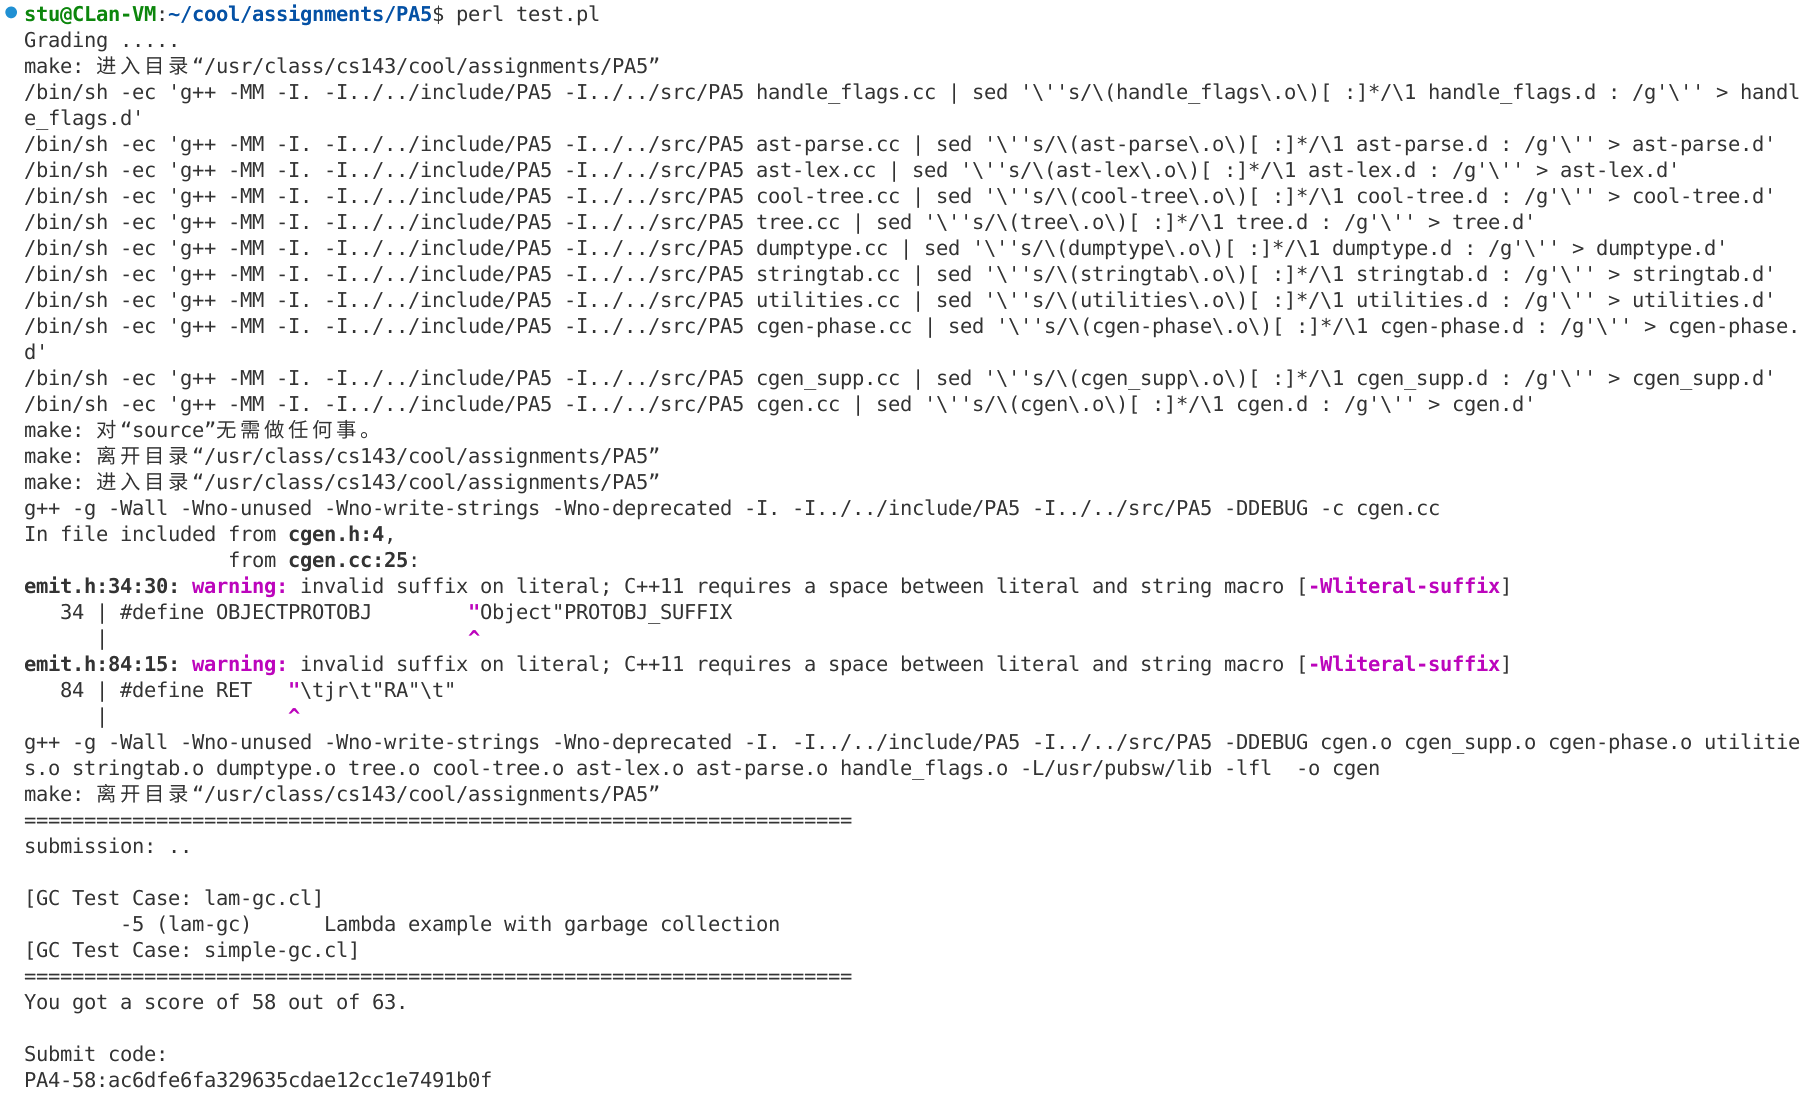 stu@CLan-VM:~/cool/assignments/PA5$ perl test.pl
Grading .....
make: 进入目录“/usr/class/cs143/cool/assignments/PA5”
/bin/sh -ec 'g++ -MM -I. -I../../include/PA5 -I../../src/PA5 handle_flags.cc | sed '\''s/\(handle_flags\.o\)[ :]*/\1 handle_flags.d : /g'\'' > handl
e_flags.d'
/bin/sh -ec 'g++ -MM -I. -I../../include/PA5 -I../../src/PA5 ast-parse.cc | sed '\''s/\(ast-parse\.o\)[ :]*/\1 ast-parse.d : /g'\'' > ast-parse.d'
/bin/sh -ec 'g++ -MM -I. -I../../include/PA5 -I../../src/PA5 ast-lex.cc | sed '\''s/\(ast-lex\.o\)[ :]*/\1 ast-lex.d : /g'\'' > ast-lex.d'
/bin/sh -ec 'g++ -MM -I. -I../../include/PA5 -I../../src/PA5 cool-tree.cc | sed '\''s/\(cool-tree\.o\)[ :]*/\1 cool-tree.d : /g'\'' > cool-tree.d'
/bin/sh -ec 'g++ -MM -I. -I../../include/PA5 -I../../src/PA5 tree.cc | sed '\''s/\(tree\.o\)[ :]*/\1 tree.d : /g'\'' > tree.d'
/bin/sh -ec 'g++ -MM -I. -I../../include/PA5 -I../../src/PA5 dumptype.cc | sed '\''s/\(dumptype\.o\)[ :]*/\1 dumptype.d : /g'\'' > dumptype.d'
/bin/sh -ec 'g++ -MM -I. -I../../include/PA5 -I../../src/PA5 stringtab.cc | sed '\''s/\(stringtab\.o\)[ :]*/\1 stringtab.d : /g'\'' > stringtab.d'
/bin/sh -ec 'g++ -MM -I. -I../../include/PA5 -I../../src/PA5 utilities.cc | sed '\''s/\(utilities\.o\)[ :]*/\1 utilities.d : /g'\'' > utilities.d'
/bin/sh -ec 'g++ -MM -I. -I../../include/PA5 -I../../src/PA5 cgen-phase.cc | sed '\''s/\(cgen-phase\.o\)[ :]*/\1 cgen-phase.d : /g'\'' > cgen-phase.
d'
/bin/sh -ec 'g++ -MM -I. -I../../include/PA5 -I../../src/PA5 cgen_supp.cc | sed '\''s/\(cgen_supp\.o\)[ :]*/\1 cgen_supp.d : /g'\'' > cgen_supp.d'
/bin/sh -ec 'g++ -MM -I. -I../../include/PA5 -I../../src/PA5 cgen.cc | sed '\''s/\(cgen\.o\)[ :]*/\1 cgen.d : /g'\'' > cgen.d'
make: 对“source”无需做任何事。
make: 离开目录“/usr/class/cs143/cool/assignments/PA5”
make: 进入目录“/usr/class/cs143/cool/assignments/PA5”
g++ -g -Wall -Wno-unused -Wno-write-strings -Wno-deprecated -I. -I../../include/PA5 -I../../src/PA5 -DDEBUG -c cgen.cc
In file included from cgen.h:4,
                 from cgen.cc:25:
emit.h:34:30: warning: invalid suffix on literal; C++11 requires a space between literal and string macro [-Wliteral-suffix]
   34 | #define OBJECTPROTOBJ        "Object"PROTOBJ_SUFFIX
      |                              ^
emit.h:84:15: warning: invalid suffix on literal; C++11 requires a space between literal and string macro [-Wliteral-suffix]
   84 | #define RET   "\tjr\t"RA"\t"
      |               ^
g++ -g -Wall -Wno-unused -Wno-write-strings -Wno-deprecated -I. -I../../include/PA5 -I../../src/PA5 -DDEBUG cgen.o cgen_supp.o cgen-phase.o utilitie
s.o stringtab.o dumptype.o tree.o cool-tree.o ast-lex.o ast-parse.o handle_flags.o -L/usr/pubsw/lib -lfl  -o cgen
make: 离开目录“/usr/class/cs143/cool/assignments/PA5”
=====================================================================
submission: ..

[GC Test Case: lam-gc.cl]
        -5 (lam-gc)      Lambda example with garbage collection
[GC Test Case: simple-gc.cl]
=====================================================================
You got a score of 58 out of 63.

Submit code:
PA4-58:ac6dfe6fa329635cdae12cc1e7491b0f